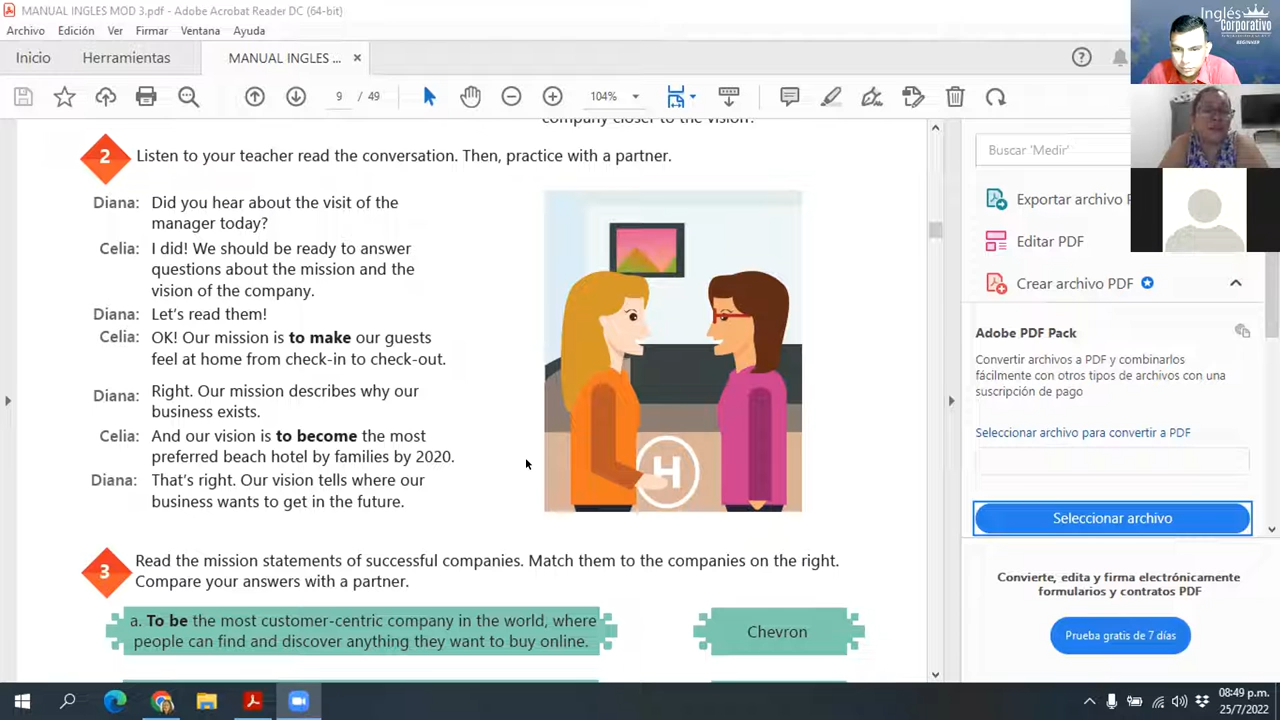 MANUAL INGLES MOD 3.pdf - Adobe Acrobat Reader DC (64-bit)
Archivo Edición Ver Firmar Ventana Ayuda
Inicio Herramientas MANUAL INGLES ... ×
9 / 49 104%
company closer to the vision?
2 Listen to your teacher read the conversation. Then, practice with a partner.
Diana: Did you hear about the visit of the
manager today?
Celia: I did! We should be ready to answer
questions about the mission and the
vision of the company.
Diana: Let's read them!
Celia: OK! Our mission is to make our guests
feel at home from check-in to check-out.
Diana: Right. Our mission describes why our
business exists.
Celia: And our vision is to become the most
preferred beach hotel by families by 2020.
Diana: That's right. Our vision tells where our
business wants to get in the future.
H
3 Read the mission statements of successful companies. Match them to the companies on the right.
Compare your answers with a partner.
a. To be the most customer-centric company in the world, where
people can find and discover anything they want to buy online.
Chevron
Inglés
Corporativo
BEGINNER
Buscar 'Medir'
Exportar archivo P
Editar PDF
Crear archivo PDF
Adobe PDF Pack
Convertir archivos a PDF y combinarlos
fácilmente con otros tipos de archivos con una
suscripción de pago
Seleccionar archivo para convertir a PDF
Seleccionar archivo
Convierte, edita y firma electrónicamente
formularios y contratos PDF
Prueba gratis de 7 días
08:49 p.m.
25/7/2022